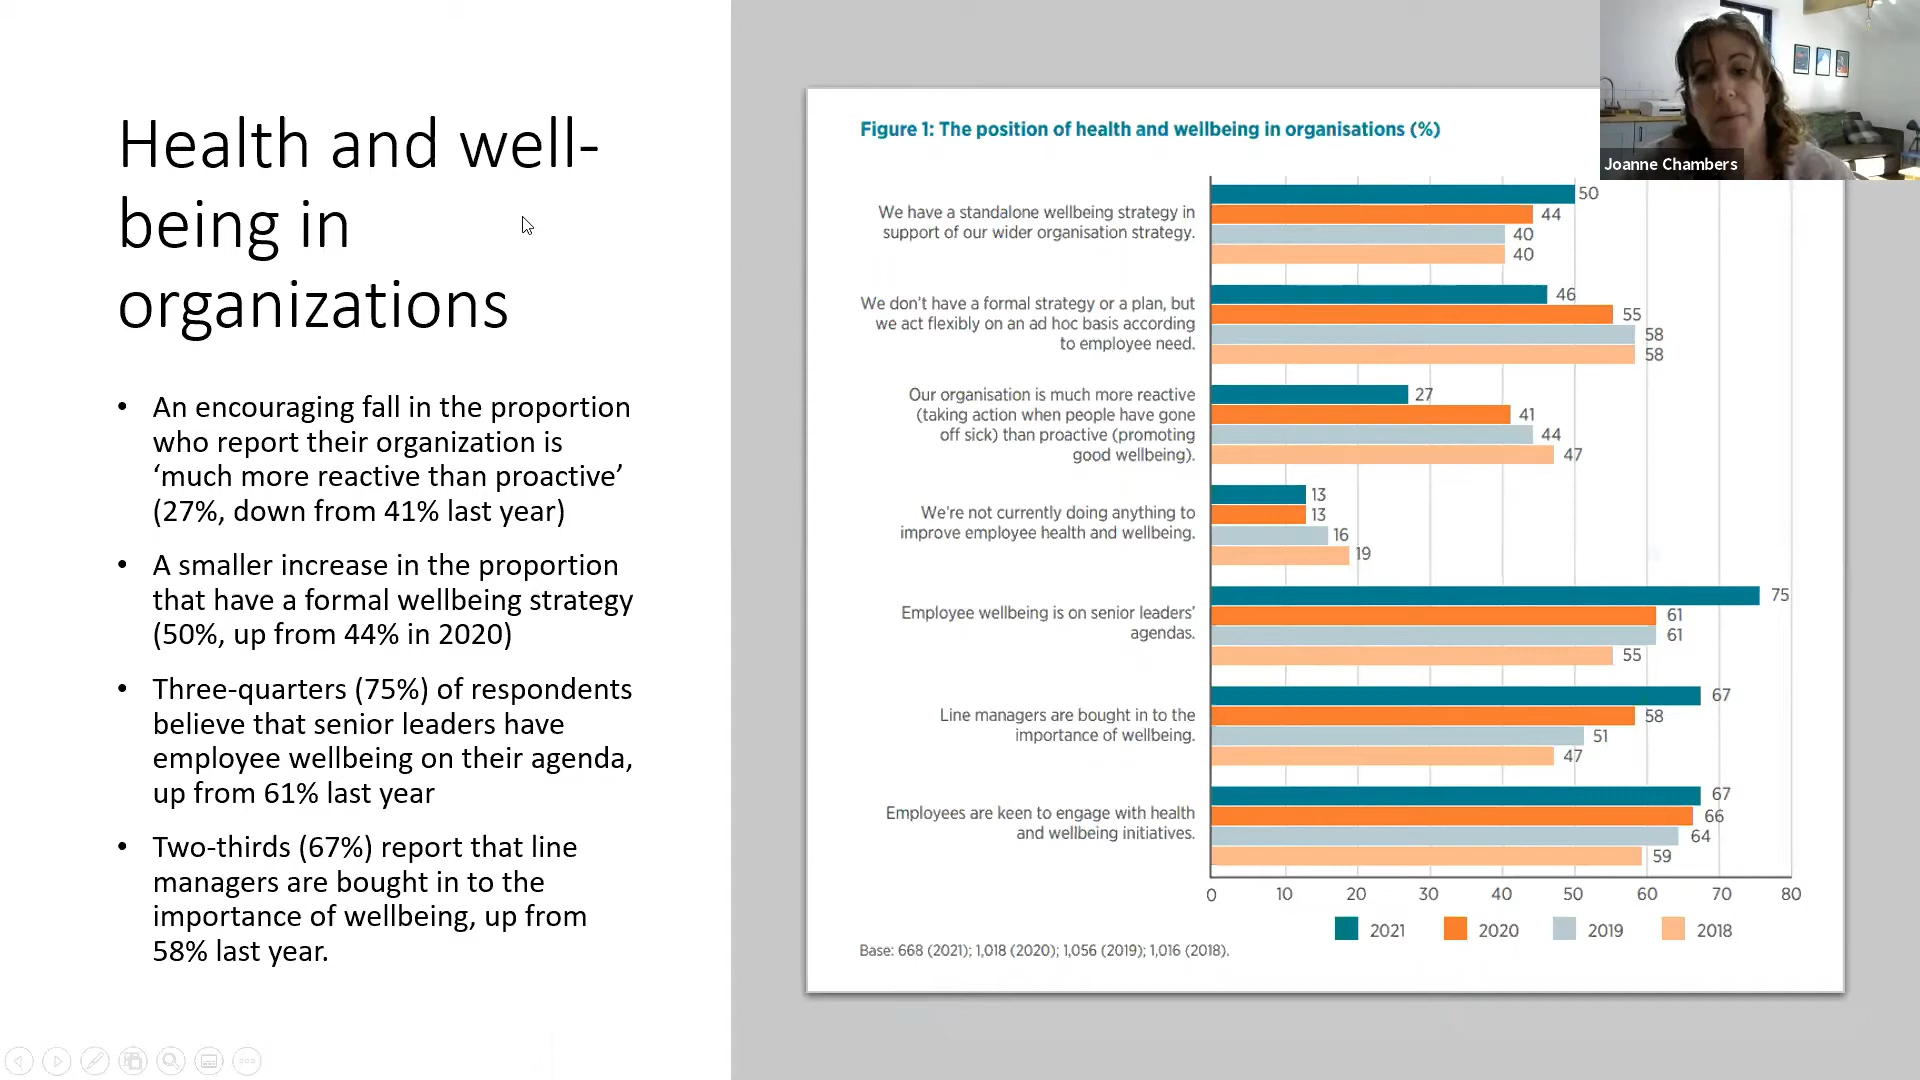 Health and well-
being in
organizations
• An encouraging fall in the proportion
who report their organization is
‘much more reactive than proactive’
(27%, down from 41% last year)
• A smaller increase in the proportion
that have a formal wellbeing strategy
(50%, up from 44% in 2020)
• Three-quarters (75%) of respondents
believe that senior leaders have
employee wellbeing on their agenda,
up from 61% last year
• Two-thirds (67%) report that line
managers are bought in to the
importance of wellbeing, up from
58% last year.
Joanne Chambers
Figure 1: The position of health and wellbeing in organisations (%)
We have a standalone wellbeing strategy in
support of our wider organisation strategy.
50
44
40
40
We don’t have a formal strategy or a plan, but
we act flexibly on an ad hoc basis according
to employee need.
46
55
58
58
Our organisation is much more reactive
(taking action when people have gone
off sick) than proactive (promoting
good wellbeing).
27
41
44
47
We’re not currently doing anything to
improve employee health and wellbeing.
13
13
16
19
Employee wellbeing is on senior leaders’
agendas.
75
61
61
55
Line managers are bought in to the
importance of wellbeing.
67
58
51
47
Employees are keen to engage with health
and wellbeing initiatives.
67
66
64
59
0 10 20 30 40 50 60 70 80
2021 2020 2019 2018
Base: 668 (2021); 1,018 (2020); 1,056 (2019); 1,016 (2018).